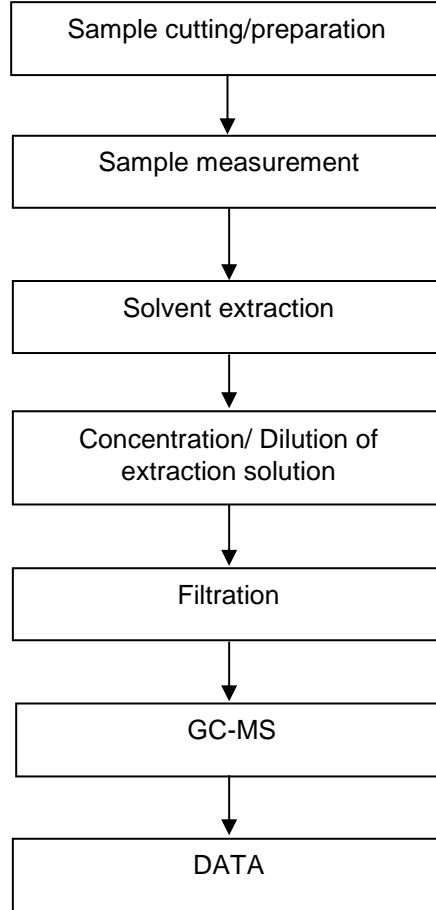 Sample cutting/preparation
Sample measurement
Solvent extraction
Concentration/ Dilution of
extraction solution
Filtration
GC-MS
DATA